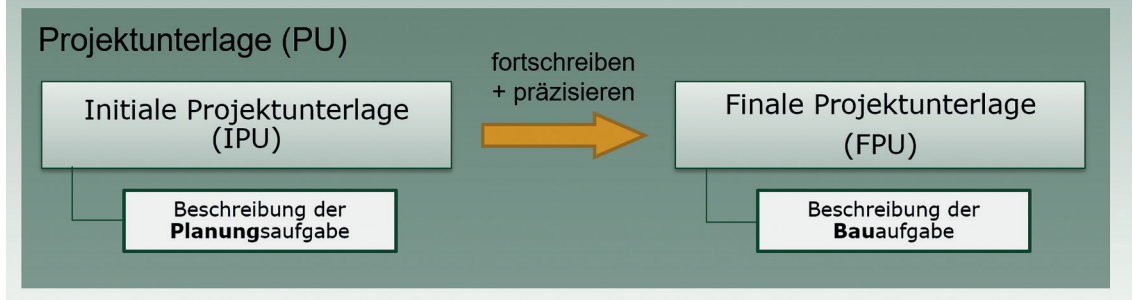 Projektunterlage (PU)
fortschreiben
+ präzisieren
Initiale Projektunterlage
(IPU)
Finale Projektunterlage
(FPU)
Beschreibung der
Planungsaufgabe
Beschreibung der
Bauaufgabe